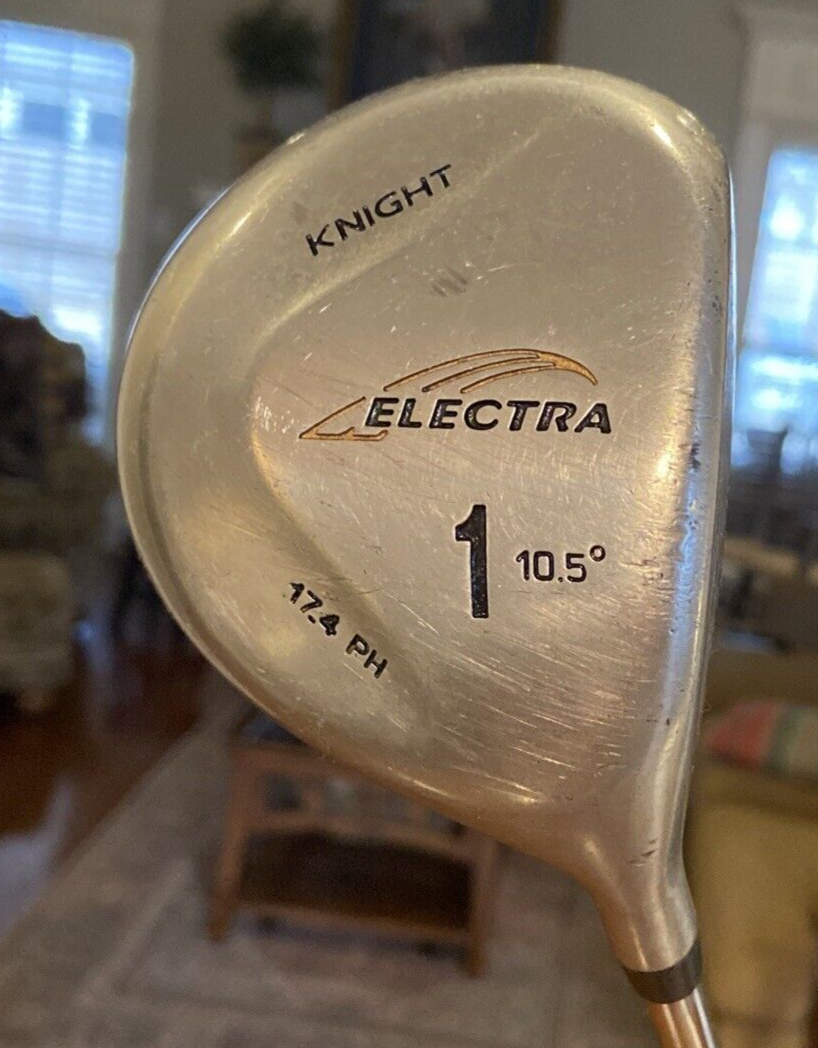 KNIGHT
ELECTRA
1 10.5°
17.4 PH